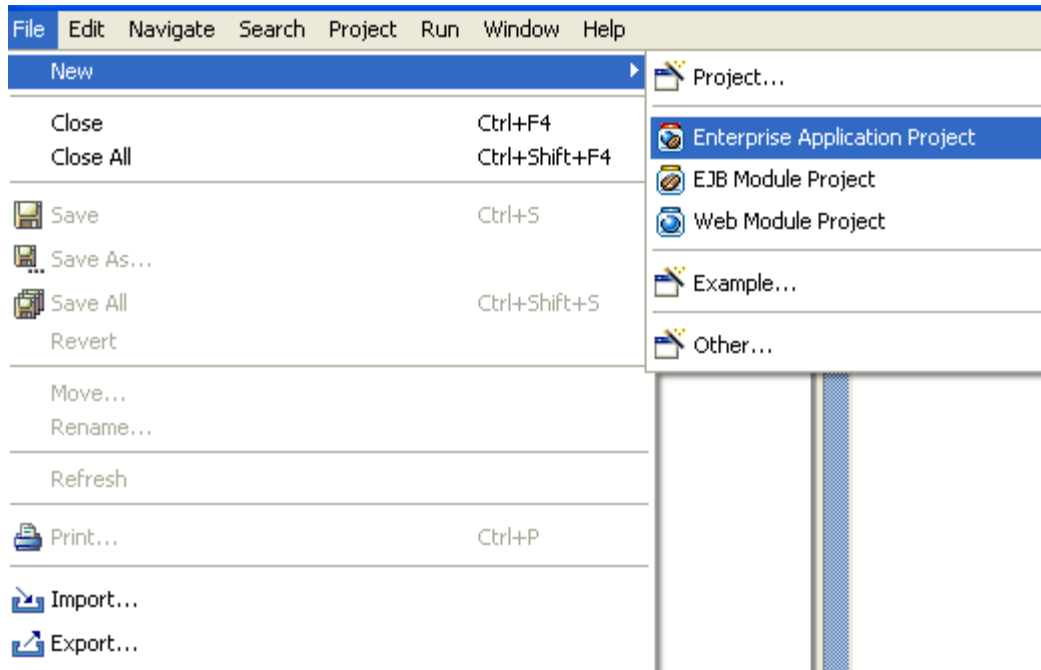 File Edit Navigate Search Project Run Window Help
New
Close Ctrl+F4
Close All Ctrl+Shift+F4
Save Ctrl+S
Save As...
Save All Ctrl+Shift+S
Revert
Move...
Rename...
Refresh
Print... Ctrl+P
Import...
Export...
Project...
Enterprise Application Project
EJB Module Project
Web Module Project
Example...
Other...